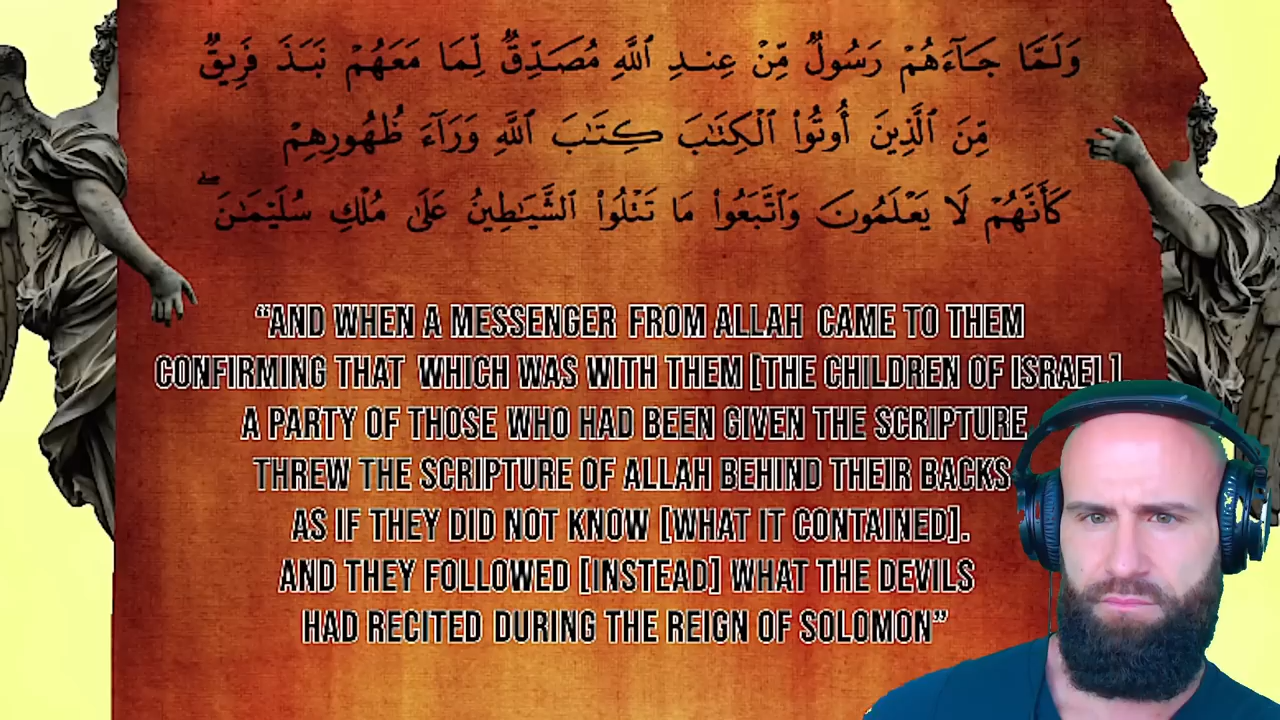 وَلَمَّا جَآءَهُمْ رَسُولٌ مِّنْ عِندِ ٱللَّهِ مُصَدِّقٌ لِّمَا مَعَهُمْ نَبَذَ فَرِيقٌ
مِّنَ ٱلَّذِينَ أُوتُوا۟ ٱلْكِتَٰبَ كِتَٰبَ ٱللَّهِ وَرَآءَ ظُهُورِهِمْ
كَأَنَّهُمْ لَا يَعْلَمُونَ وَٱتَّبَعُوا۟ مَا تَتْلُوا۟ ٱلشَّيَٰطِينُ عَلَىٰ مُلْكِ سُلَيْمَٰنَ ۖ
“AND WHEN A MESSENGER FROM ALLAH CAME TO THEM
CONFIRMING THAT WHICH WAS WITH THEM [THE CHILDREN OF ISRAEL]
A PARTY OF THOSE WHO HAD BEEN GIVEN THE SCRIPTURE
THREW THE SCRIPTURE OF ALLAH BEHIND THEIR BACKS
AS IF THEY DID NOT KNOW [WHAT IT CONTAINED].
AND THEY FOLLOWED [INSTEAD] WHAT THE DEVILS
HAD RECITED DURING THE REIGN OF SOLOMON”